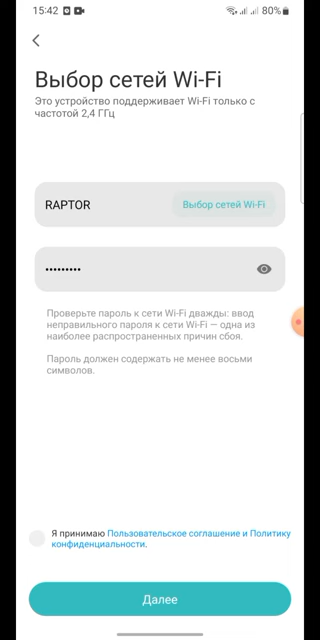 15:42 80%
Выбор сетей Wi-Fi
Это устройство поддерживает Wi-Fi только с
частотой 2,4 ГГц
RAPTOR Выбор сетей Wi-Fi
•••••••••
Проверьте пароль к сети Wi-Fi дважды: ввод
неправильного пароля к сети Wi-Fi — одна из
наиболее распространенных причин сбоя.
Пароль должен содержать не менее восьми
символов.
Я принимаю Пользовательское соглашение и Политику
конфиденциальности.
Далее